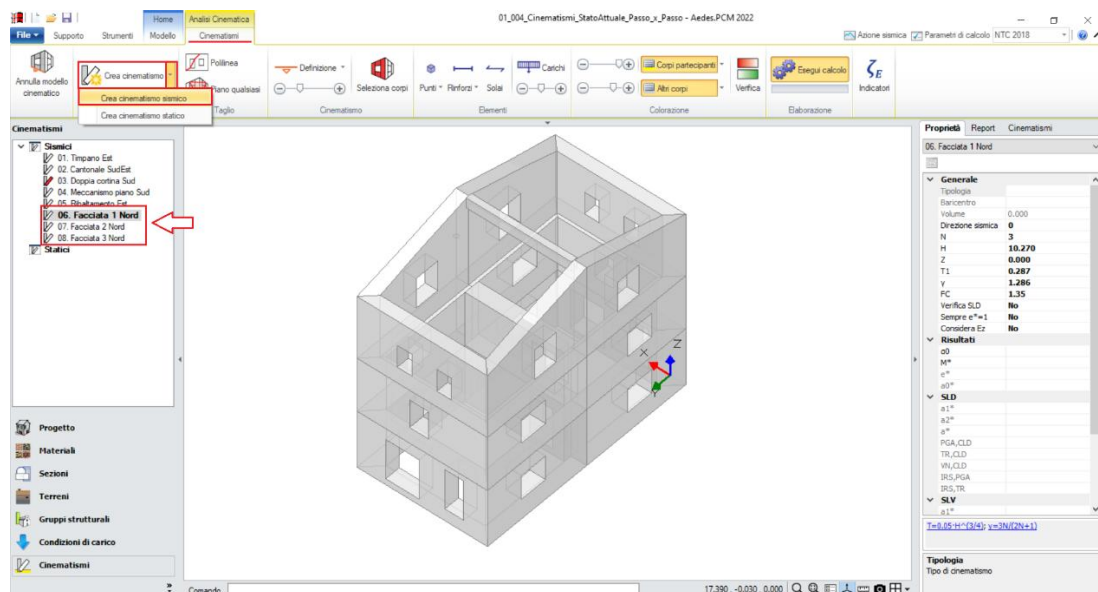 Home
Analisi Cinematica
01_004_Cinematismi_StatoAttuale_Passo_x_Passo - Aedes.PCM 2022
File
Supporto
Strumenti
Modello
Cinematismi
Azione sismica
Parametri di calcolo
NTC 2018
Annulla modello
cinematico
Crea cinematismo
Crea cinematismo sismico
Crea cinematismo statico
Polilinea
Piano qualsiasi
Taglio
Definizione
Cinematismo
Seleziona corpi
Punti
Rinforzi
Solai
Carichi
Elementi
Corpi partecipanti
Altri corpi
Colorazione
Verifica
Esegui calcolo
Elaborazione
ζE
Indicatori
Cinematismi
Sismici
01. Timpano Est
02. Cantonale SudEst
03. Doppia cortina Sud
04. Meccanismo piano Sud
05. Ribaltamento Est
06. Facciata 1 Nord
07. Facciata 2 Nord
08. Facciata 3 Nord
Statici
Progetto
Materiali
Sezioni
Terreni
Gruppi strutturali
Condizioni di carico
Cinematismi
X
Y
Z
Comando
17.390 -0.030 0.000
Proprietà Report Cinematismi
06. Facciata 1 Nord
Generale
Tipologia
Baricentro
Volume 0.000
Direzione sismica 0
N 3
H 10.270
Z 0.000
T1 0.287
γ 1.286
FC 1.35
Verifica SLD No
Sempre e*=1 No
Considera Ez No
Risultati
α0
M*
e*
a0*
SLD
a1*
a2*
a*
PGA,CLD
TR,CLD
VN,CLD
IRS,PGA
IRS,TR
SLV
a1*
T=0.05·H^(3/4); γ=3N/(2N+1)
Tipologia
Tipo di cinematismo